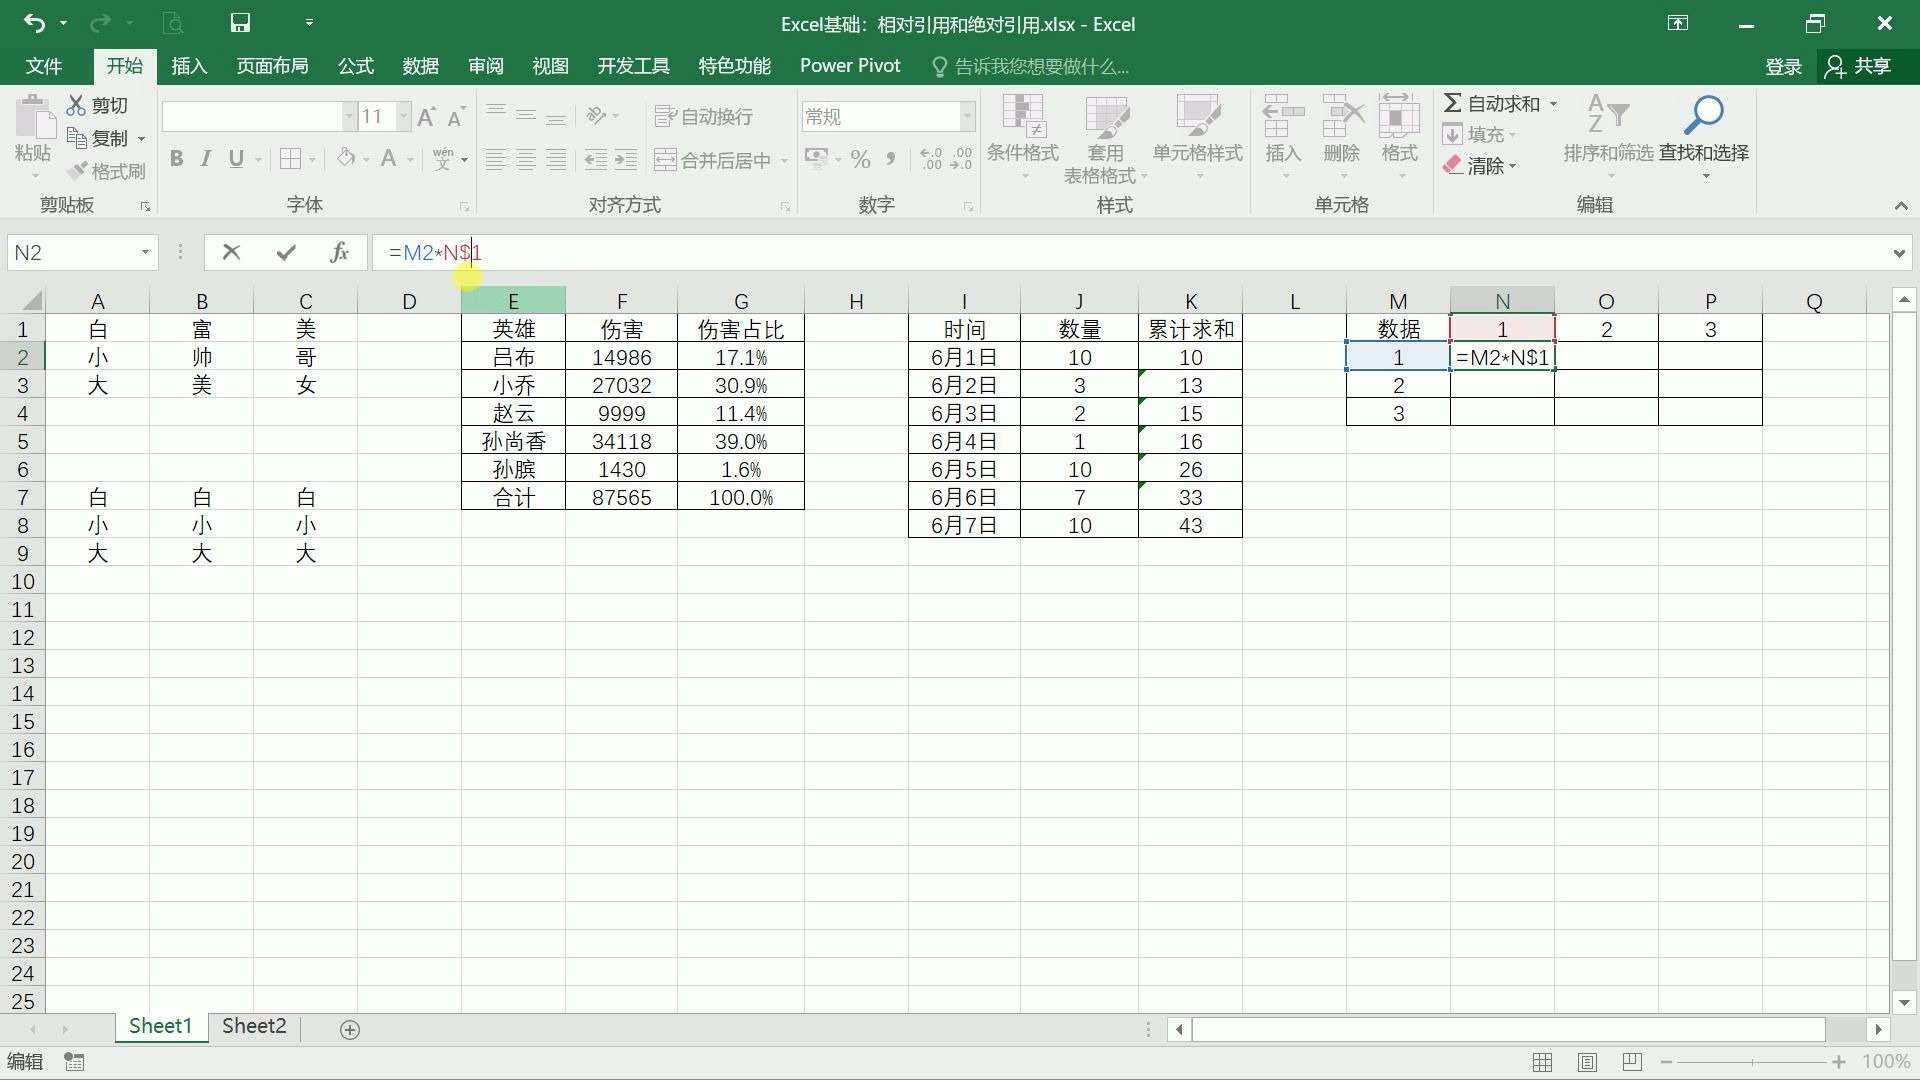 Excel基础：相对引用和绝对引用.xlsx - Excel
文件 开始 插入 页面布局 公式 数据 审阅 视图 开发工具 特色功能 Power Pivot 告诉我您想要做什么... 登录 共享
粘贴 剪切 复制 格式刷 剪贴板
11 A A B I U A wén 文 字体
自动换行 合并后居中 对齐方式
常规 % , .0 .00 .00 .0 数字
条件格式 套用 表格格式 单元格样式 样式
插入 删除 格式 单元格
Σ 自动求和 填充 清除 A Z 排序和筛选 查找和选择 编辑
N2 fx =M2*N$1
A B C D E F G H I J K L M N O P Q
1 白 富 美 英雄 伤害 伤害占比 时间 数量 累计求和 数据 1 2 3
2 小 帅 哥 吕布 14986 17.1% 6月1日 10 10 1 =M2*N$1
3 大 美 女 小乔 27032 30.9% 6月2日 3 13 2
4 赵云 9999 11.4% 6月3日 2 15 3
5 孙尚香 34118 39.0% 6月4日 1 16
6 孙膑 1430 1.6% 6月5日 10 26
7 白 白 白 合计 87565 100.0% 6月6日 7 33
8 小 小 小 6月7日 10 43
9 大 大 大
10
11
12
13
14
15
16
17
18
19
20
21
22
23
24
25
Sheet1 Sheet2
编辑 100%